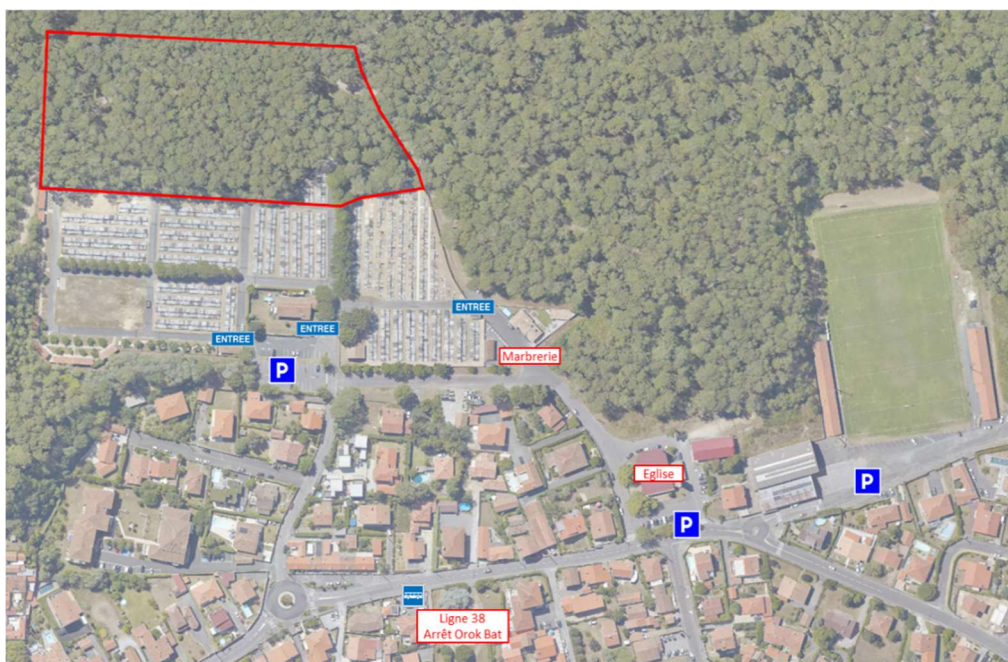 ENTREE
ENTREE
ENTREE
Marbrerie
P
Eglise
P
P
Ligne 38
Arrêt Orok Bat